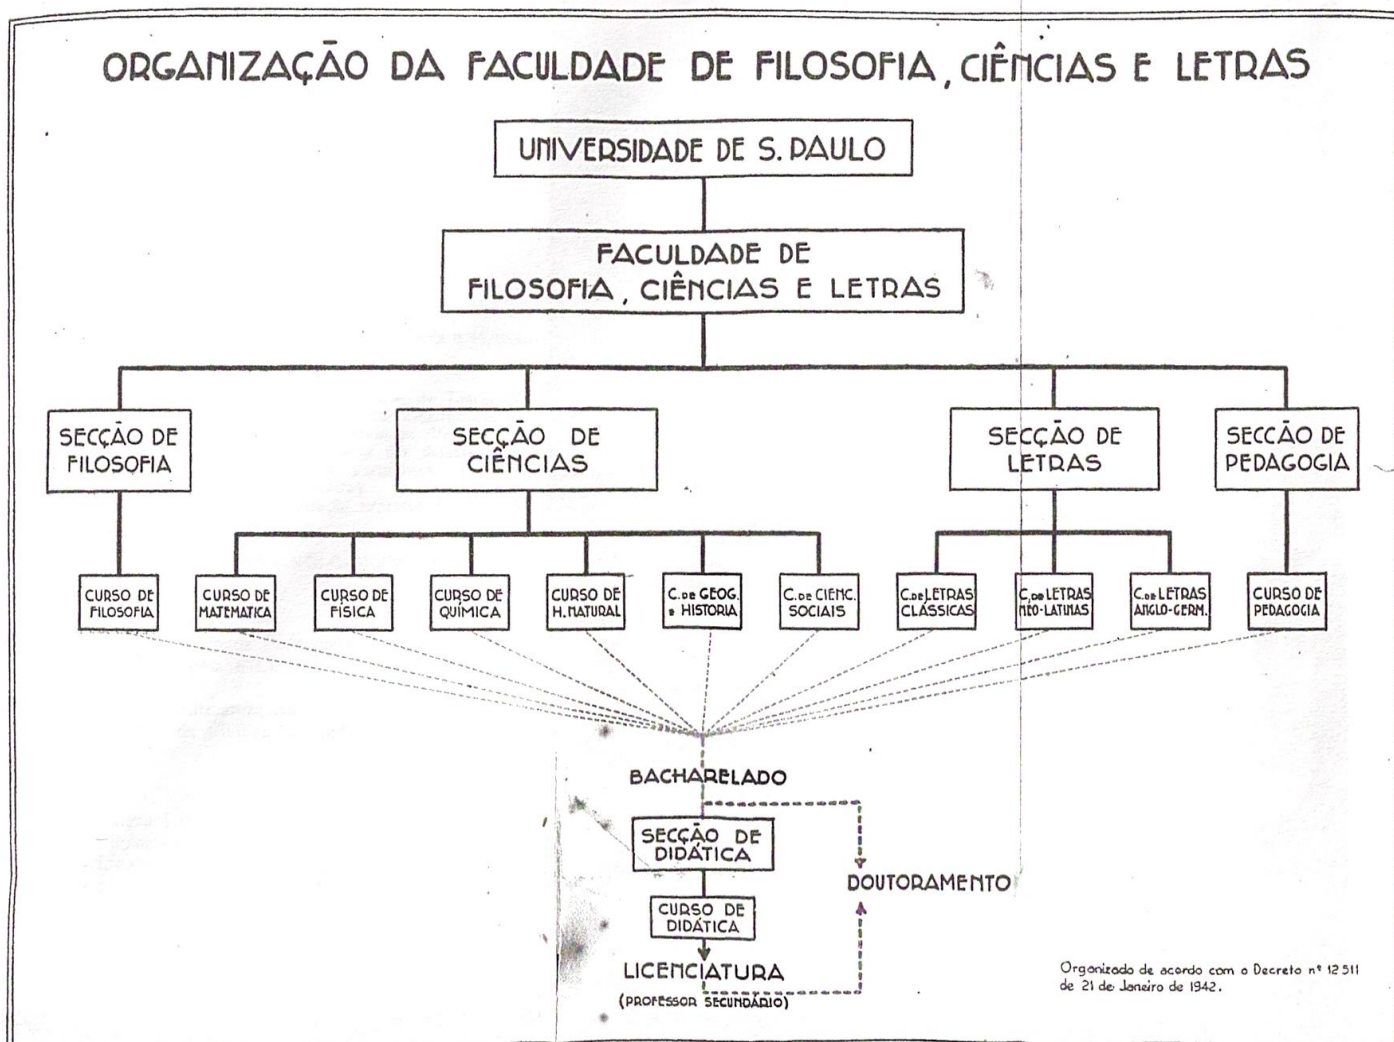 ORGANIZAÇÃO DA FACULDADE DE FILOSOFIA, CIÊNCIAS E LETRAS
UNIVERSIDADE DE S. PAULO
FACULDADE DE
FILOSOFIA, CIÊNCIAS E LETRAS
SECÇÃO DE
FILOSOFIA
SECÇÃO DE
CIÊNCIAS
SECÇÃO DE
LETRAS
SECCÃO DE
PEDAGOGIA
CURSO DE
FILOSOFIA
CURSO DE
MATEMATICA
CURSO DE
FÍSICA
CURSO DE
QUÍMICA
CURSO DE
H. NATURAL
C. DE GEOG.
E HISTORIA
C. DE CIENC.
SOCIAIS
C. DE LETRAS
CLÁSSICAS
C. DE LETRAS
NEO-LATINAS
C. DE LETRAS
ANGLO-GERM.
CURSO DE
PEDAGOGIA
BACHARELADO
SECÇÃO DE
DIDÁTICA
DOUTORAMENTO
CURSO DE
DIDÁTICA
LICENCIATURA
(PROFESSOR SECUNDÁRIO)
Organizado de acordo com o Decreto nº 12511
de 21 de Janeiro de 1942.